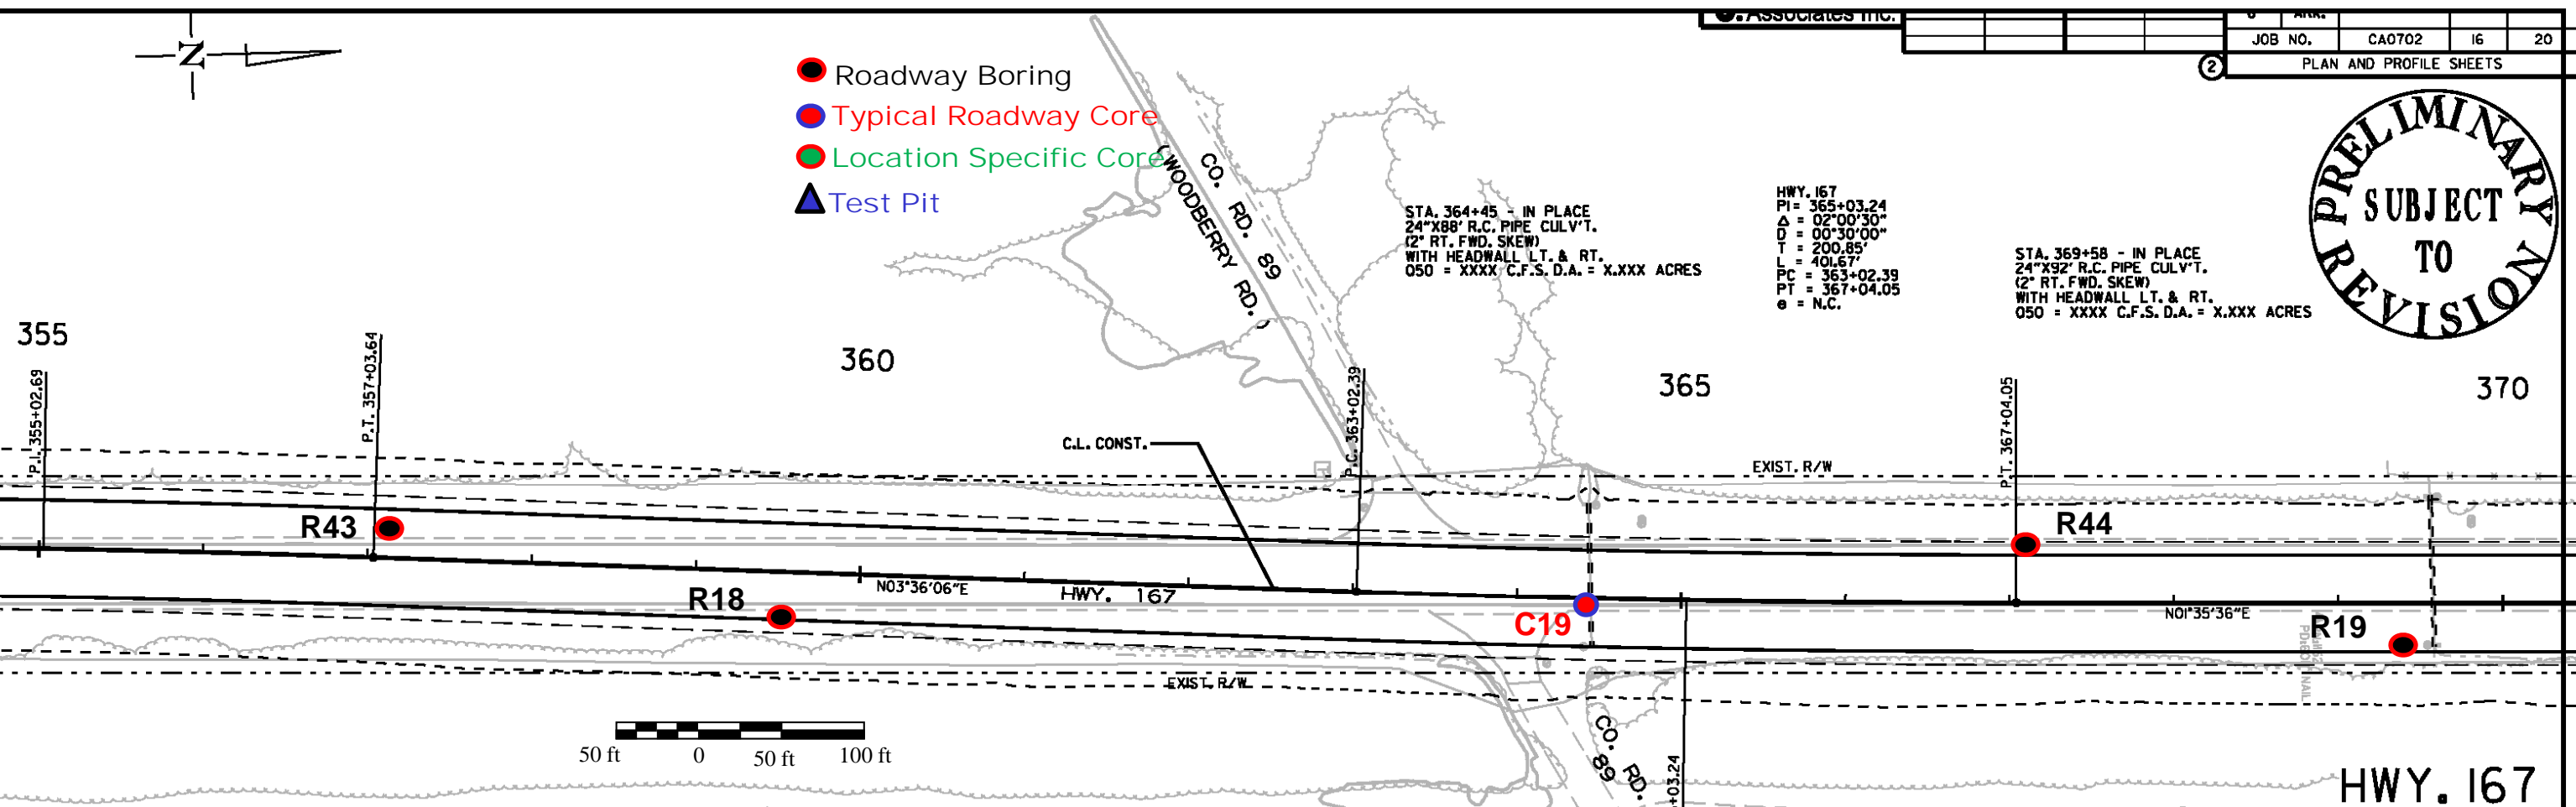 Associates Inc.
ARK.
JOB NO. CA0702 16 20
2 PLAN AND PROFILE SHEETS
PRELIMINARY
SUBJECT
TO
REVISION
N
Roadway Boring
Typical Roadway Core
Location Specific Core
Test Pit
CO. RD. 89
(WOODBERRY RD.)
STA. 364+45 - IN PLACE
24"X88' R.C. PIPE CULV'T.
(2° RT. FWD. SKEW)
WITH HEADWALL LT. & RT.
Q50 = XXXX C.F.S. D.A. = X.XXX ACRES
HWY. 167
PI= 365+03.24
Δ = 02°00'30"
D = 00°30'00"
T = 200.85'
L = 401.67'
PC = 363+02.39
PT = 367+04.05
e = N.C.
STA. 369+58 - IN PLACE
24"X92' R.C. PIPE CULV'T.
(2° RT. FWD. SKEW)
WITH HEADWALL LT. & RT.
Q50 = XXXX C.F.S. D.A. = X.XXX ACRES
355
360
365
370
P.I. 355+02.69
P.T. 357+03.64
P.C. 363+02.39
P.T. 367+04.05
C.L. CONST.
EXIST. R/W
R43
R44
R18
N03°36'06"E
HWY. 167
C19
N01°35'36"E
R19
EXIST. R/W
50 ft 0 50 ft 100 ft
CO. RD.
89
+03.24
HWY. 167